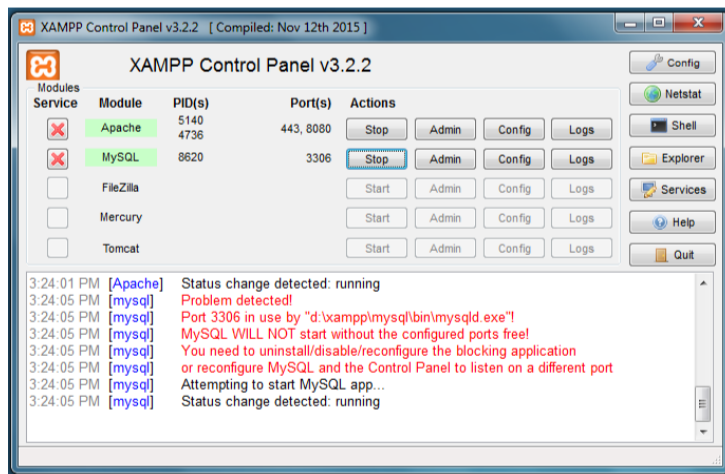 XAMPP Control Panel v3.2.2 [ Compiled: Nov 12th 2015 ]
XAMPP Control Panel v3.2.2
Config
Modules
Service Module PID(s) Port(s) Actions
Netstat
Apache 5140 4736 443, 8080 Stop Admin Config Logs
Shell
MySQL 8620 3306 Stop Admin Config Logs
Explorer
FileZilla Start Admin Config Logs
Services
Mercury Start Admin Config Logs
Help
Tomcat Start Admin Config Logs
Quit
3:24:01 PM [Apache] Status change detected: running
3:24:05 PM [mysql] Problem detected!
3:24:05 PM [mysql] Port 3306 in use by "d:\xampp\mysql\bin\mysqld.exe"!
3:24:05 PM [mysql] MySQL WILL NOT start without the configured ports free!
3:24:05 PM [mysql] You need to uninstall/disable/reconfigure the blocking application
3:24:05 PM [mysql] or reconfigure MySQL and the Control Panel to listen on a different port
3:24:05 PM [mysql] Attempting to start MySQL app...
3:24:05 PM [mysql] Status change detected: running